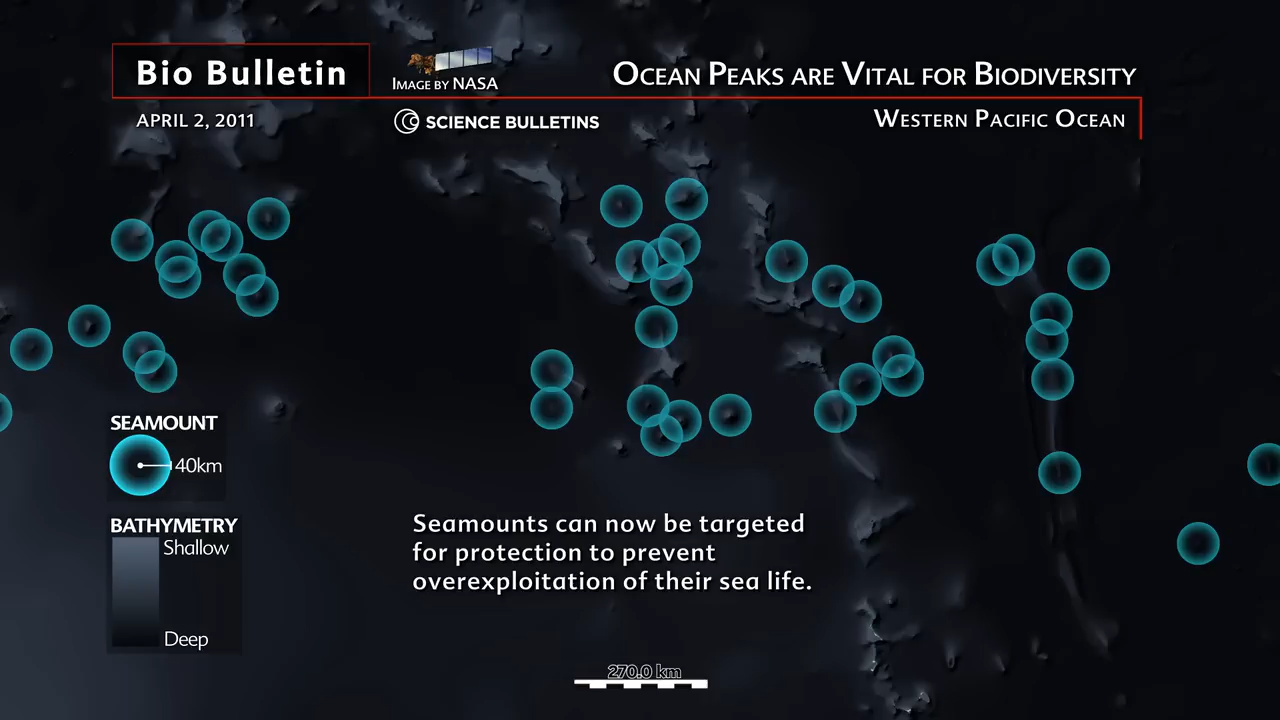 Bio Bulletin
IMAGE BY NASA
OCEAN PEAKS ARE VITAL FOR BIODIVERSITY
APRIL 2, 2011
SCIENCE BULLETINS
WESTERN PACIFIC OCEAN
SEAMOUNT
40km
BATHYMETRY
Shallow
Deep
Seamounts can now be targeted
for protection to prevent
overexploitation of their sea life.
270.0 km